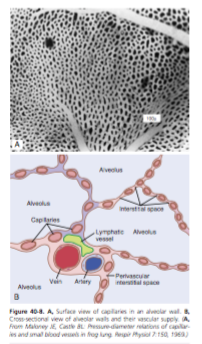 A
Alveolus
Alveolus
Interstitial space
Alveolus
Capillaries
Alveolus
Lymphatic
vessel
Vein
Artery
Perivascular
interstitial space
B
Figure 40-8. A, Surface view of capillaries in an alveolar wall. B,
Cross-sectional view of alveolar walls and their vascular supply. (A,
From Maloney JE, Castle BL: Pressure-diameter relations of capillar-
ies and small blood vessels in frog lung. Respir Physiol 7:150, 1969.)